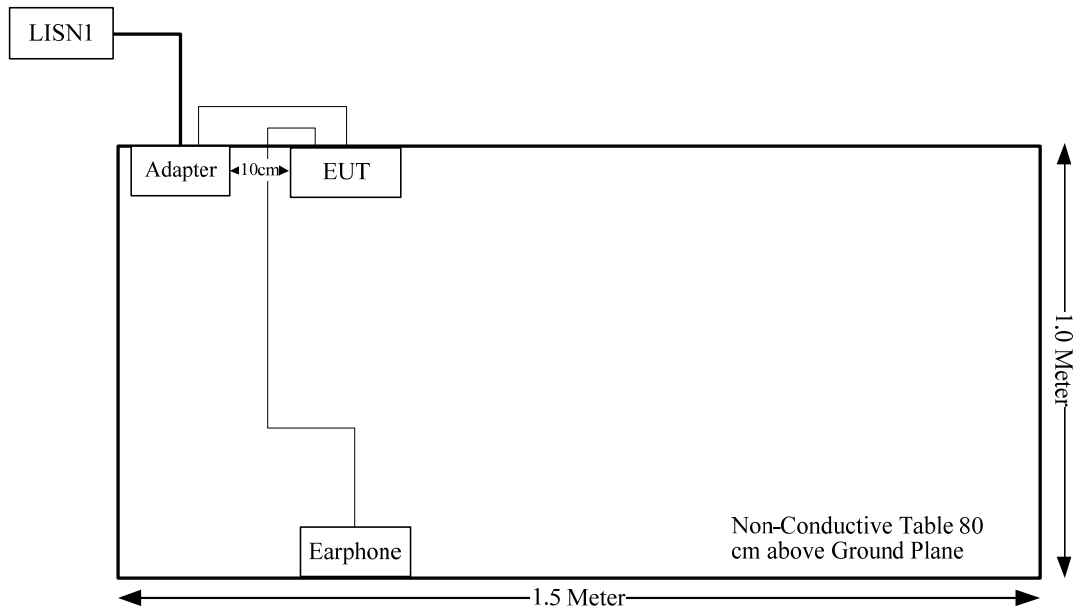 LISN1
Adapter
10cm
EUT
1.0 Meter
Earphone
Non-Conductive Table 80
cm above Ground Plane
1.5 Meter